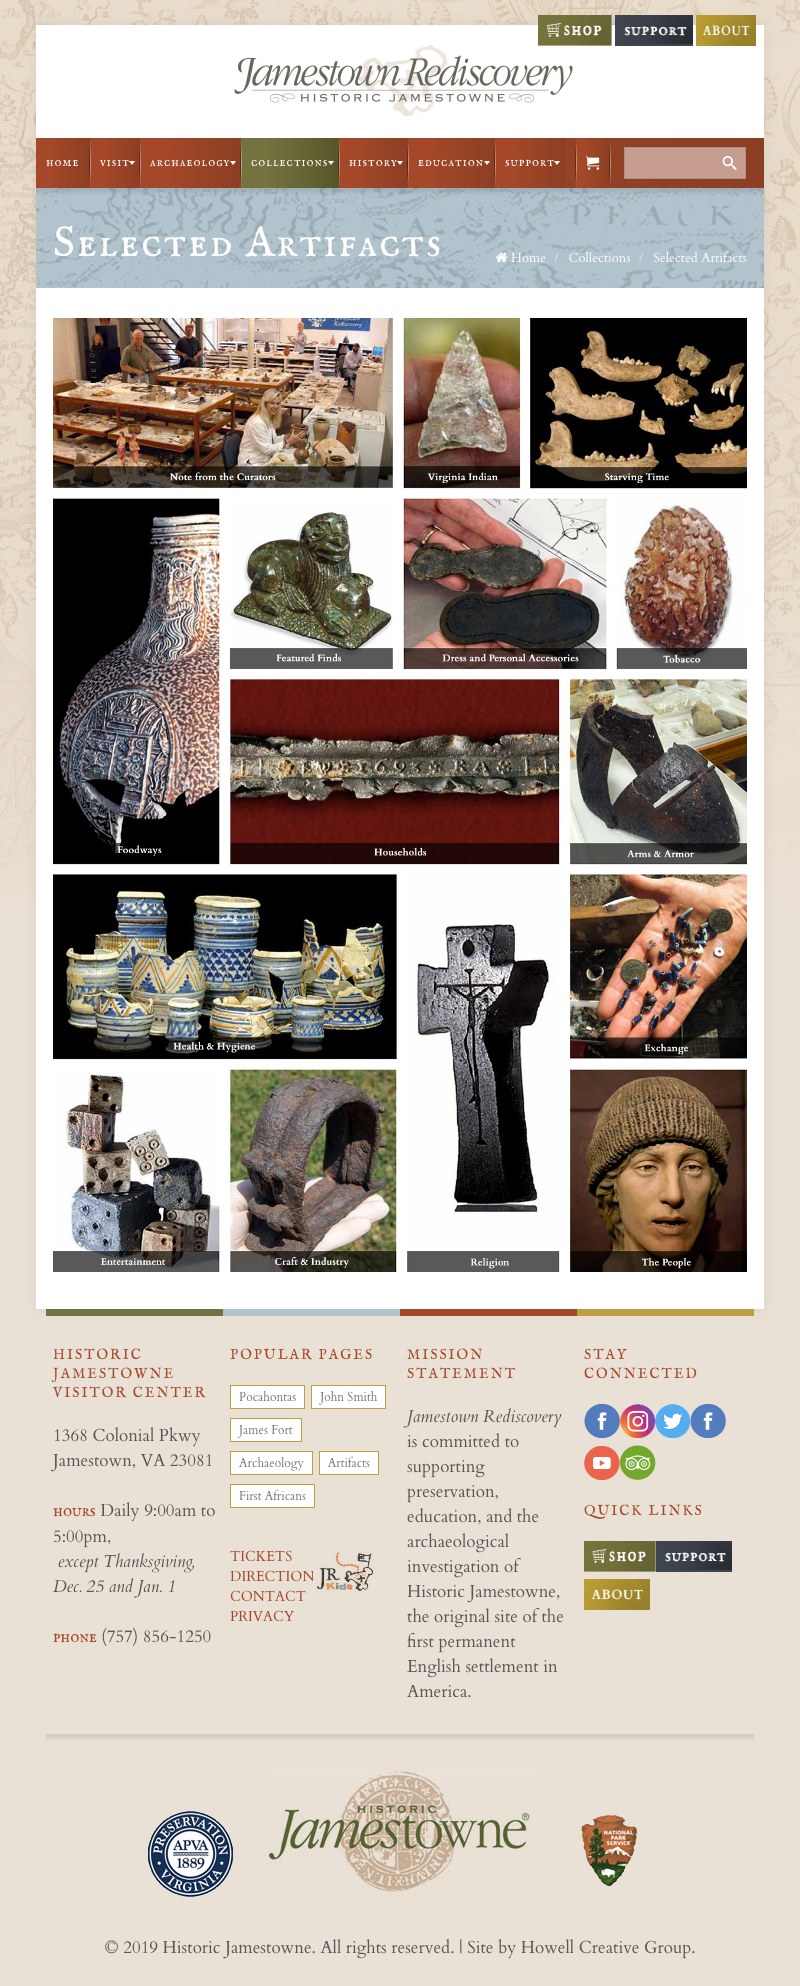 SHOP SUPPORT ABOUT
Jamestown Rediscovery
HISTORIC JAMESTOWNE
HOME VISIT ARCHAEOLOGY COLLECTIONS HISTORY EDUCATION SUPPORT
Selected Artifacts
Home / Collections / Selected Artifacts
Note from the Curators
Virginia Indian
Starving Time
Foodways
Featured Finds
Dress and Personal Accessories
Tobacco
Households
Arms & Armor
Health & Hygiene
Religion
Exchange
Entertainment
Craft & Industry
The People
HISTORIC
JAMESTOWNE
VISITOR CENTER
1368 Colonial Pkwy
Jamestown, VA 23081
HOURS Daily 9:00am to
5:00pm,
except Thanksgiving,
Dec. 25 and Jan. 1
PHONE (757) 856-1250
POPULAR PAGES
Pocahontas John Smith
James Fort
Archaeology Artifacts
First Africans
TICKETS
DIRECTION
CONTACT
PRIVACY
JR
Kids
MISSION
STATEMENT
Jamestown Rediscovery
is committed to
supporting
preservation,
education, and the
archaeological
investigation of
Historic Jamestowne,
the original site of the
first permanent
English settlement in
America.
STAY
CONNECTED
QUICK LINKS
SHOP SUPPORT
ABOUT
PRESERVATION
APVA
1889
VIRGINIA
1607
HISTORIC
Jamestowne®
NATIONAL
PARK
SERVICE
© 2019 Historic Jamestowne. All rights reserved. | Site by Howell Creative Group.